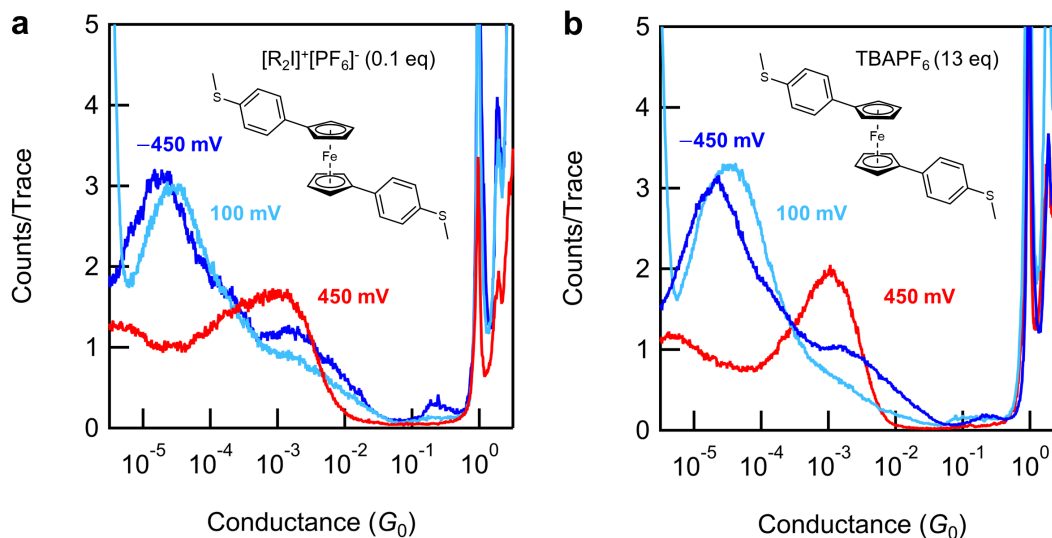 a
[R₂I]⁺[PF₆]⁻ (0.1 eq)
S
Fe
S
−450 mV
100 mV
450 mV
Counts/Trace
5
4
3
2
1
0
10⁻⁵ 10⁻⁴ 10⁻³ 10⁻² 10⁻¹ 10⁰
Conductance (G₀)
b
TBAPF₆ (13 eq)
S
Fe
S
−450 mV
100 mV
450 mV
Counts/Trace
5
4
3
2
1
0
10⁻⁵ 10⁻⁴ 10⁻³ 10⁻² 10⁻¹ 10⁰
Conductance (G₀)